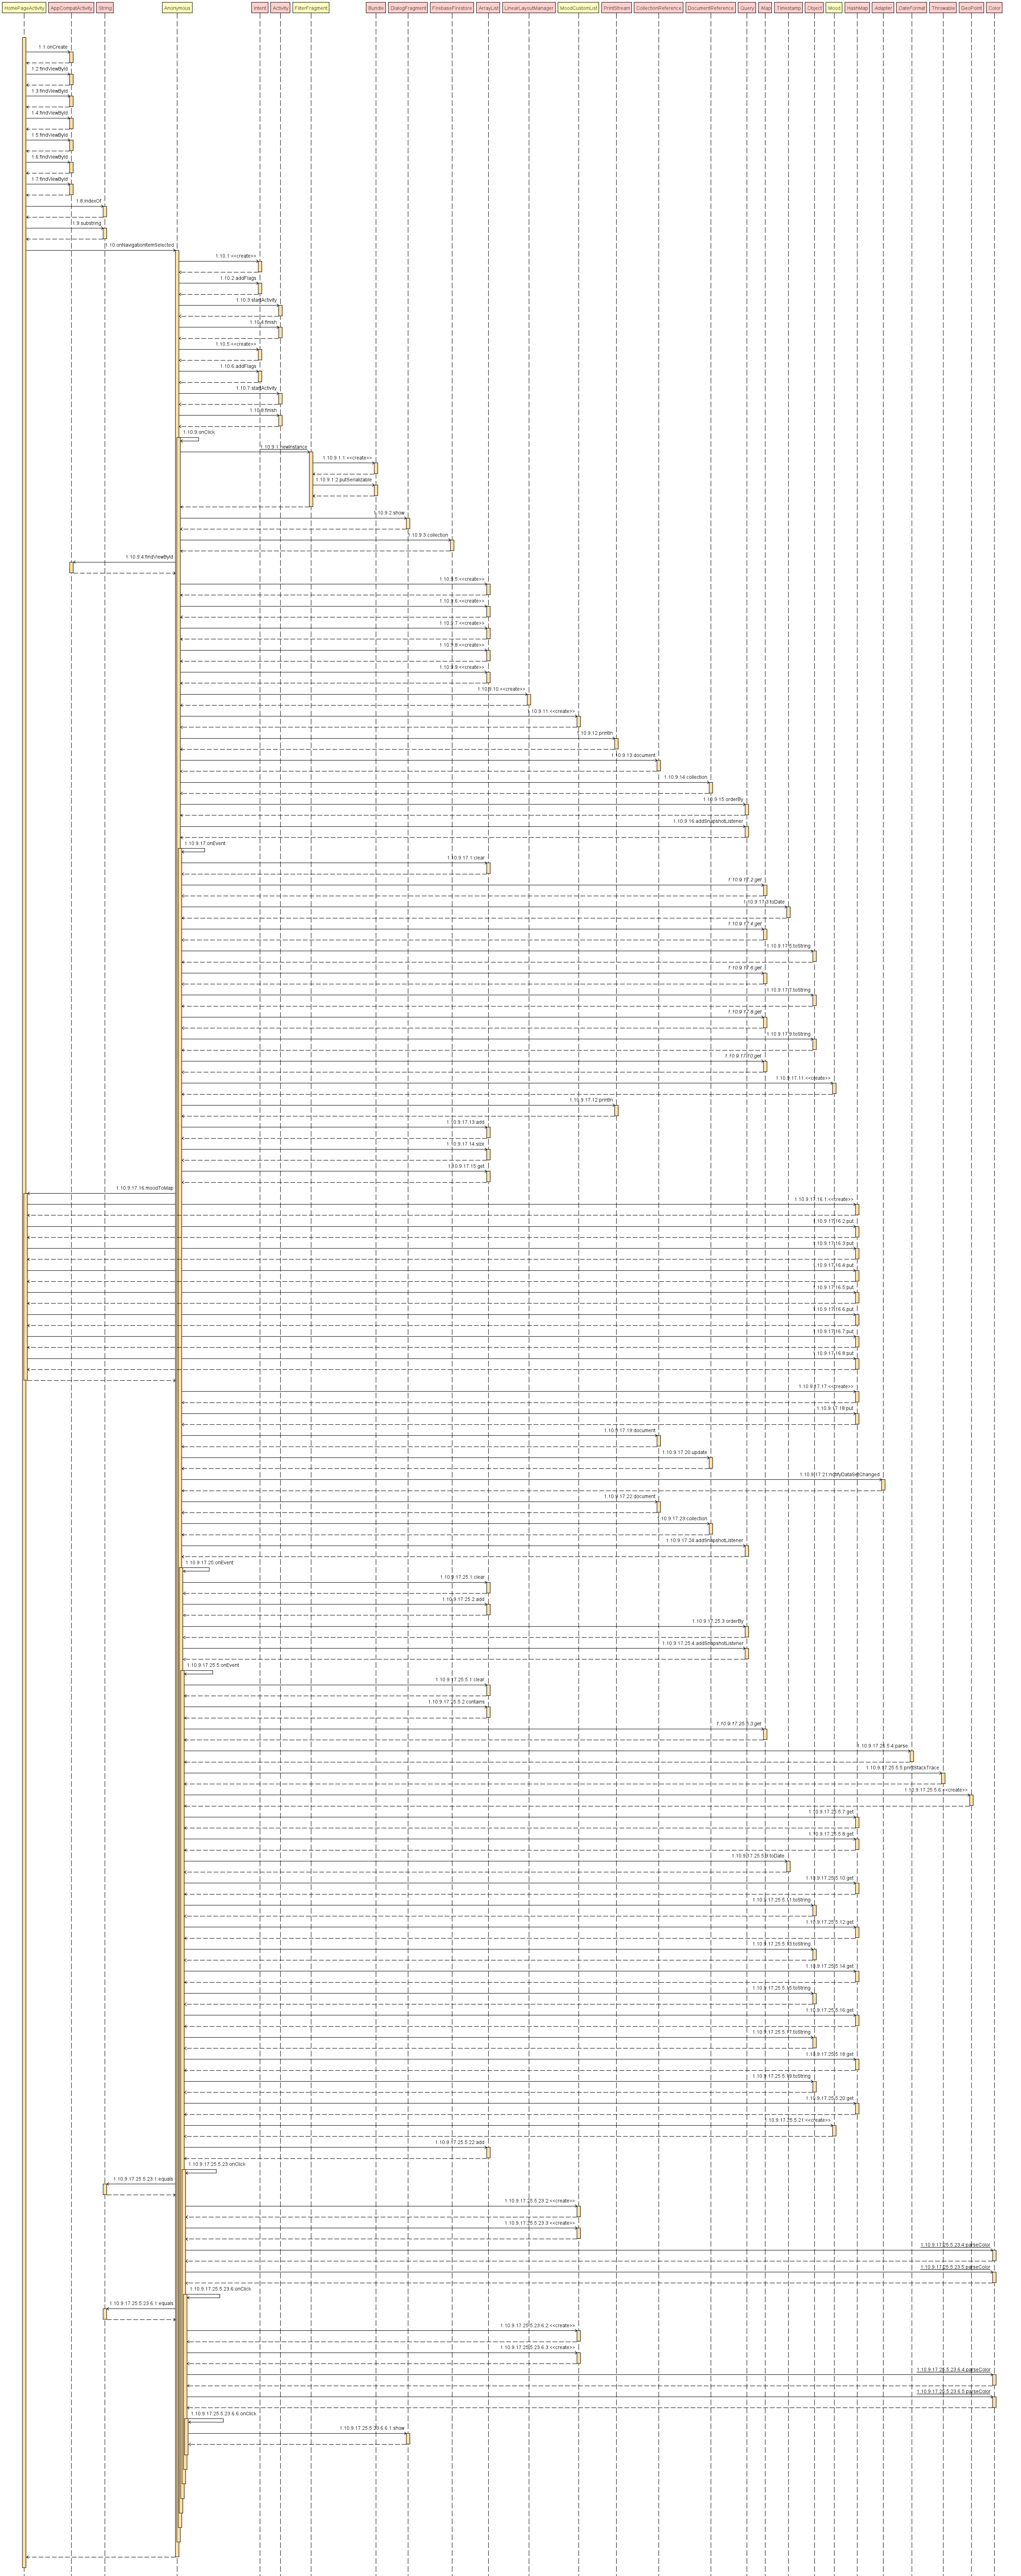 HomePageActivity
AppCompatActivity
String
Anonymous
Intent
Activity
FilterFragment
Bundle
DialogFragment
FirebaseFirestore
ArrayList
LinearLayoutManager
MoodCustomList
PrintStream
CollectionReference
DocumentReference
Query
Map
Timestamp
Object
Mood
HashMap
Adapter
DateFormat
Throwable
GeoPoint
Color
1.1:onCreate
1.2:findViewById
1.3:findViewById
1.4:findViewById
1.5:findViewById
1.6:findViewById
1.7:findViewById
1.8:indexOf
1.9:substring
1.10:onNavigationItemSelected
1.10.1:<<create>>
1.10.2:addFlags
1.10.3:startActivity
1.10.4:finish
1.10.5:<<create>>
1.10.6:addFlags
1.10.7:startActivity
1.10.8:finish
1.10.9:onClick
1.10.9.1:newInstance
1.10.9.1.1:<<create>>
1.10.9.1.2:putSerializable
1.10.9.2:show
1.10.9.3:collection
1.10.9.4:findViewById
1.10.9.5:<<create>>
1.10.9.6:<<create>>
1.10.9.7:<<create>>
1.10.9.8:<<create>>
1.10.9.9:<<create>>
1.10.9.10:<<create>>
1.10.9.11:<<create>>
1.10.9.12:println
1.10.9.13:document
1.10.9.14:collection
1.10.9.15:orderBy
1.10.9.16:addSnapshotListener
1.10.9.17:onEvent
1.10.9.17.1:clear
1.10.9.17.2:get
1.10.9.17.3:toDate
1.10.9.17.4:get
1.10.9.17.5:toString
1.10.9.17.6:get
1.10.9.17.7:toString
1.10.9.17.8:get
1.10.9.17.9:toString
1.10.9.17.10:get
1.10.9.17.11:<<create>>
1.10.9.17.12:println
1.10.9.17.13:add
1.10.9.17.14:size
1.10.9.17.15:get
1.10.9.17.16:moodToMap
1.10.9.17.16.1:<<create>>
1.10.9.17.16.2:put
1.10.9.17.16.3:put
1.10.9.17.16.4:put
1.10.9.17.16.5:put
1.10.9.17.16.6:put
1.10.9.17.16.7:put
1.10.9.17.16.8:put
1.10.9.17.17:<<create>>
1.10.9.17.18:put
1.10.9.17.19:document
1.10.9.17.20:update
1.10.9.17.21:notifyDataSetChanged
1.10.9.17.22:document
1.10.9.17.23:collection
1.10.9.17.24:addSnapshotListener
1.10.9.17.25:onEvent
1.10.9.17.25.1:clear
1.10.9.17.25.2:add
1.10.9.17.25.3:orderBy
1.10.9.17.25.4:addSnapshotListener
1.10.9.17.25.5:onEvent
1.10.9.17.25.5.1:clear
1.10.9.17.25.5.2:contains
1.10.9.17.25.5.3:get
1.10.9.17.25.5.4:parse
1.10.9.17.25.5.5:printStackTrace
1.10.9.17.25.5.6:<<create>>
1.10.9.17.25.5.7:get
1.10.9.17.25.5.8:get
1.10.9.17.25.5.9:toDate
1.10.9.17.25.5.10:get
1.10.9.17.25.5.11:toString
1.10.9.17.25.5.12:get
1.10.9.17.25.5.13:toString
1.10.9.17.25.5.14:get
1.10.9.17.25.5.15:toString
1.10.9.17.25.5.16:get
1.10.9.17.25.5.17:toString
1.10.9.17.25.5.18:get
1.10.9.17.25.5.19:toString
1.10.9.17.25.5.20:get
1.10.9.17.25.5.21:<<create>>
1.10.9.17.25.5.22:add
1.10.9.17.25.5.23:onClick
1.10.9.17.25.5.23.1:equals
1.10.9.17.25.5.23.2:<<create>>
1.10.9.17.25.5.23.3:<<create>>
1.10.9.17.25.5.23.4:parseColor
1.10.9.17.25.5.23.5:parseColor
1.10.9.17.25.5.23.6:onClick
1.10.9.17.25.5.23.6.1:equals
1.10.9.17.25.5.23.6.2:<<create>>
1.10.9.17.25.5.23.6.3:<<create>>
1.10.9.17.25.5.23.6.4:parseColor
1.10.9.17.25.5.23.6.5:parseColor
1.10.9.17.25.5.23.6.6:onClick
1.10.9.17.25.5.23.6.6.1:show